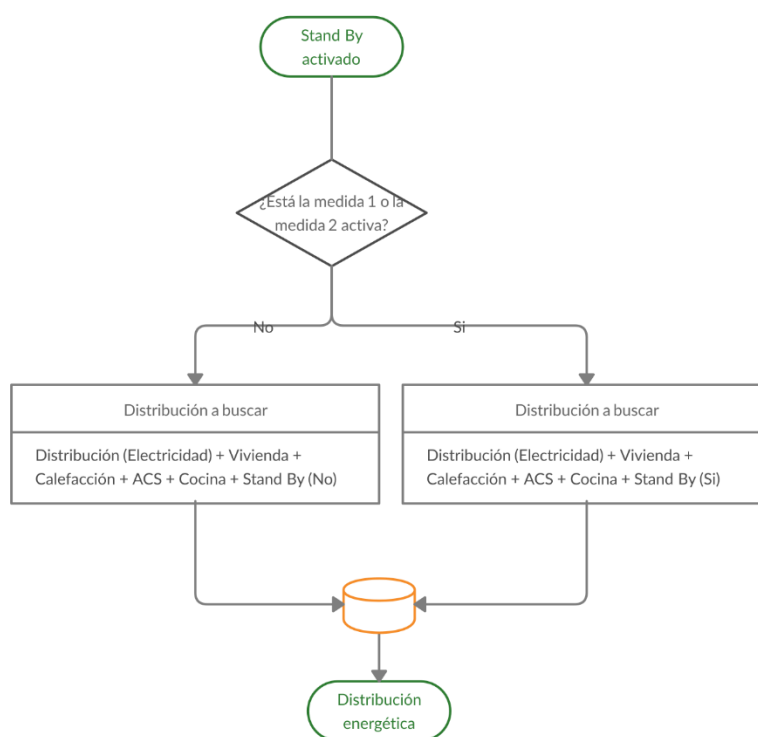 Stand By
activado
¿Está la medida 1 o la
medida 2 activa?
No
Si
Distribución a buscar
Distribución (Electricidad) + Vivienda +
Calefacción + ACS + Cocina + Stand By (No)
Distribución a buscar
Distribución (Electricidad) + Vivienda +
Calefacción + ACS + Cocina + Stand By (Si)
Distribución
energética